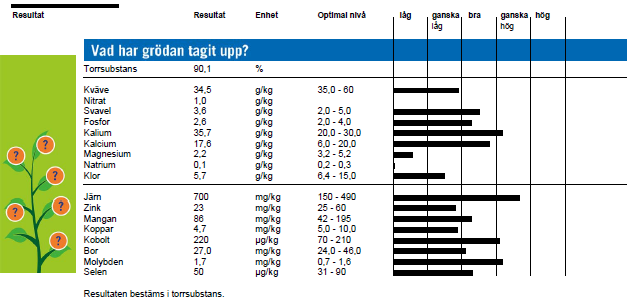 Resultat Resultat Enhet Optimal nivå låg ganska låg bra ganska hög hög
Vad har grödan tagit upp?
Torrsubstans 90,1 %
Kväve 34,5 g/kg 35,0 - 60
Nitrat 1,0 g/kg
Svavel 3,6 g/kg 2,0 - 5,0
Fosfor 2,6 g/kg 2,0 - 4,0
Kalium 35,7 g/kg 20,0 - 30,0
Kalcium 17,6 g/kg 6,0 - 20,0
Magnesium 2,2 g/kg 3,2 - 5,2
Natrium 0,1 g/kg 0,2 - 0,3
Klor 5,7 g/kg 6,4 - 15,0
Järn 700 mg/kg 150 - 490
Zink 23 mg/kg 25 - 60
Mangan 86 mg/kg 42 - 195
Koppar 4,7 mg/kg 5,0 - 10,0
Kobolt 220 µg/kg 70 - 210
Bor 27,0 mg/kg 24,0 - 46,0
Molybden 1,7 mg/kg 0,7 - 1,6
Selen 50 µg/kg 31 - 90
? ? ? ? ? ?
Resultaten bestäms i torrsubstans.